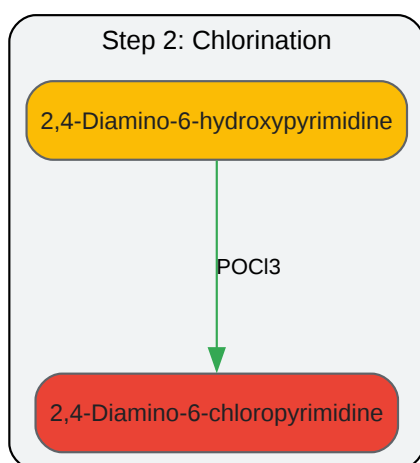 Step 2: Chlorination
2,4-Diamino-6-hydroxypyrimidine
POCl3
2,4-Diamino-6-chloropyrimidine